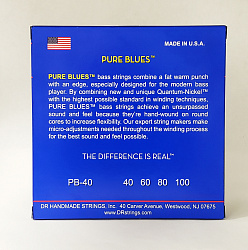 MADE IN U.S.A.
PURE BLUES™
PURE BLUES™ bass strings combine a fat warm punch
with an edge, especially designed for the modern bass
player. By combining new and unique Quantum-Nickel™
with the highest possible standard in winding techniques,
PURE BLUES™ bass strings achieve an unsurpassed
sound and feel because they're hand-wound on round
cores to increase flexibility. Our expert string makers make
micro-adjustments needed throughout the winding process
for the best sound and feel possible.
THE DIFFERENCE IS REAL™
PB-40 40 60 80 100
DR HANDMADE STRINGS, Inc. 40 Carver Avenue, Westwood, NJ 07675
www.DRstrings.com